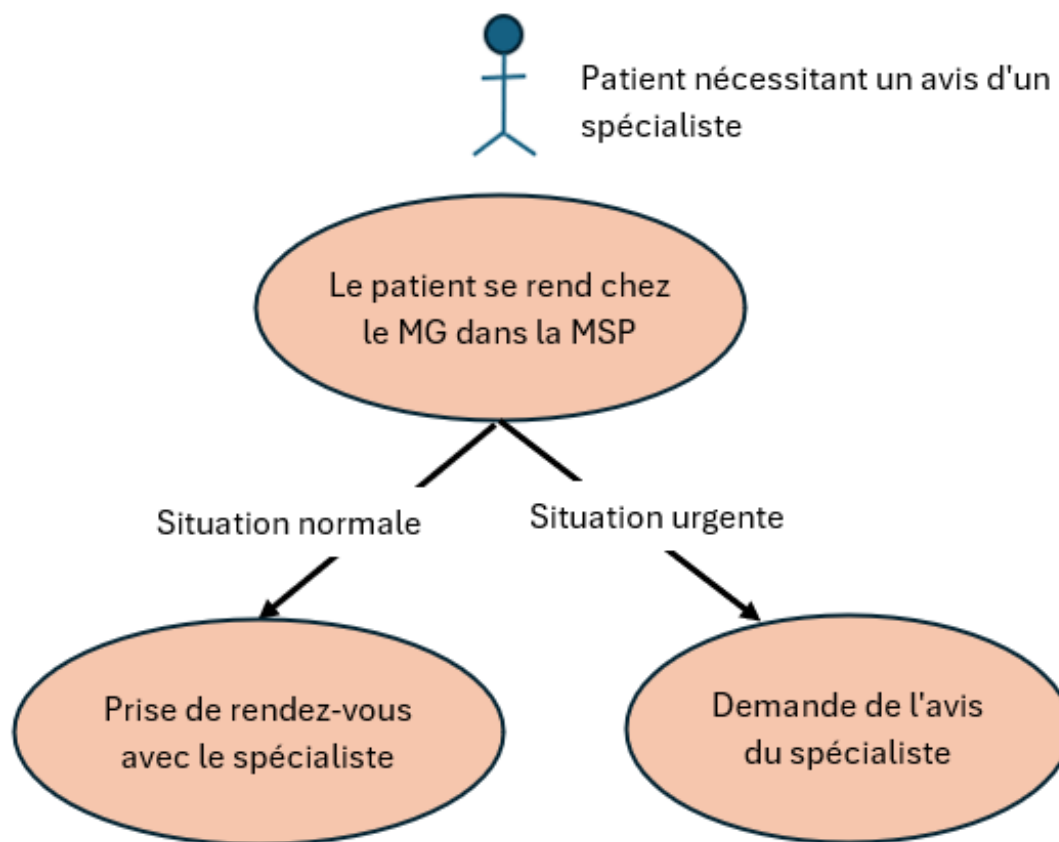 Patient nécessitant un avis d'un
spécialiste
Le patient se rend chez
le MG dans la MSP
Situation normale
Situation urgente
Prise de rendez-vous
avec le spécialiste
Demande de l'avis
du spécialiste